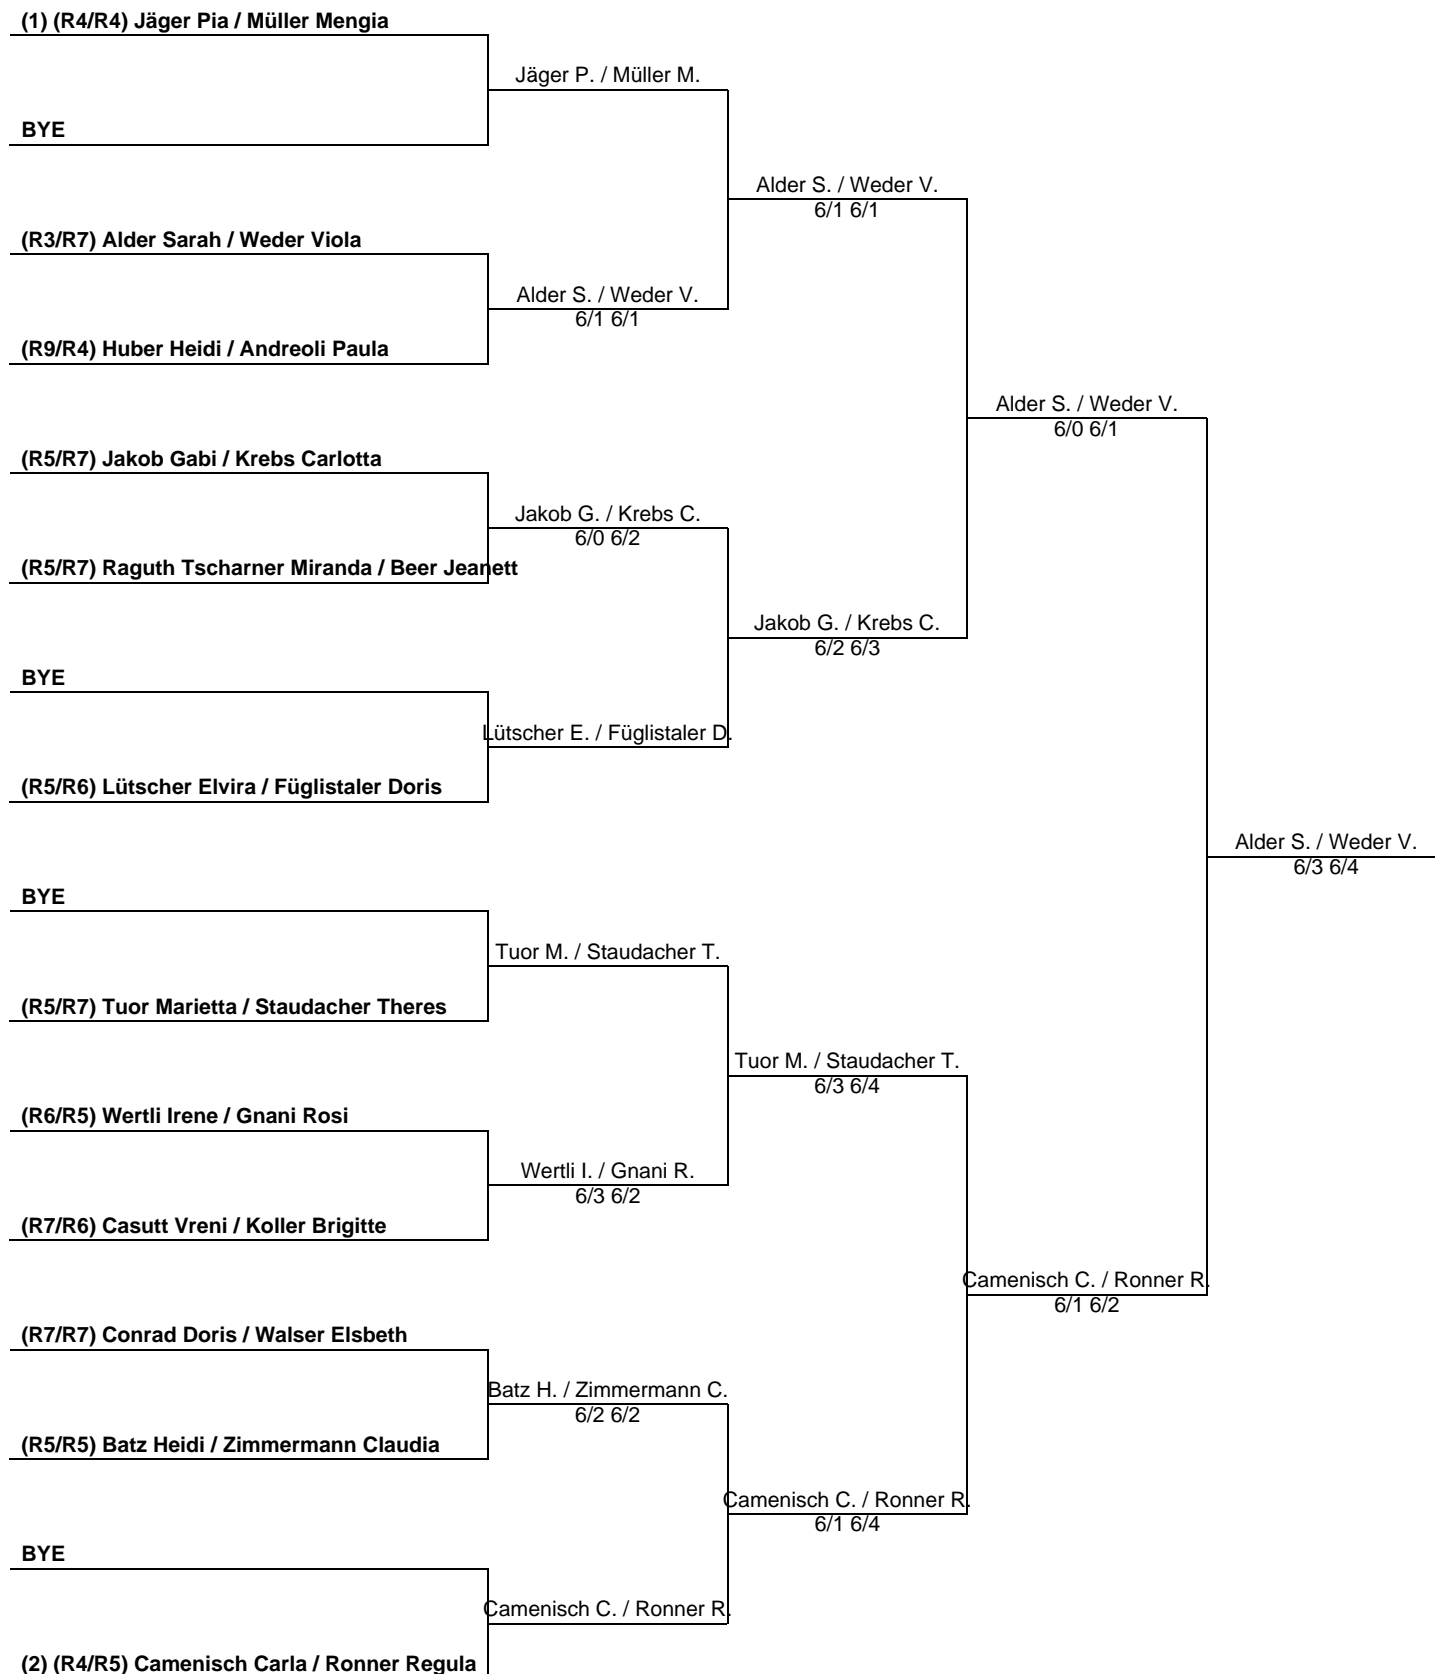 (1) (R4/R4) Jäger Pia / Müller Mengia
Jäger P. / Müller M.
BYE
Alder S. / Weder V.
6/1 6/1
(R3/R7) Alder Sarah / Weder Viola
Alder S. / Weder V.
6/1 6/1
(R9/R4) Huber Heidi / Andreoli Paula
Alder S. / Weder V.
6/0 6/1
(R5/R7) Jakob Gabi / Krebs Carlotta
Jakob G. / Krebs C.
6/0 6/2
(R5/R7) Raguth Tscharner Miranda / Beer Jeanett
Jakob G. / Krebs C.
6/2 6/3
BYE
Lütscher E. / Füglistaler D.
(R5/R6) Lütscher Elvira / Füglistaler Doris
Alder S. / Weder V.
6/3 6/4
BYE
Tuor M. / Staudacher T.
(R5/R7) Tuor Marietta / Staudacher Theres
Tuor M. / Staudacher T.
6/3 6/4
(R6/R5) Wertli Irene / Gnani Rosi
Wertli I. / Gnani R.
6/3 6/2
(R7/R6) Casutt Vreni / Koller Brigitte
Camenisch C. / Ronner R.
6/1 6/2
(R7/R7) Conrad Doris / Walser Elsbeth
Batz H. / Zimmermann C.
6/2 6/2
(R5/R5) Batz Heidi / Zimmermann Claudia
Camenisch C. / Ronner R.
6/1 6/4
BYE
Camenisch C. / Ronner R.
(2) (R4/R5) Camenisch Carla / Ronner Regula